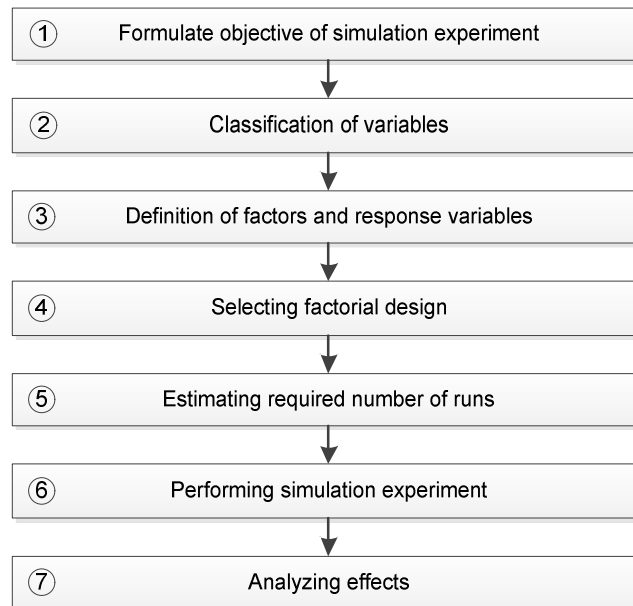 ① Formulate objective of simulation experiment
② Classification of variables
③ Definition of factors and response variables
④ Selecting factorial design
⑤ Estimating required number of runs
⑥ Performing simulation experiment
⑦ Analyzing effects